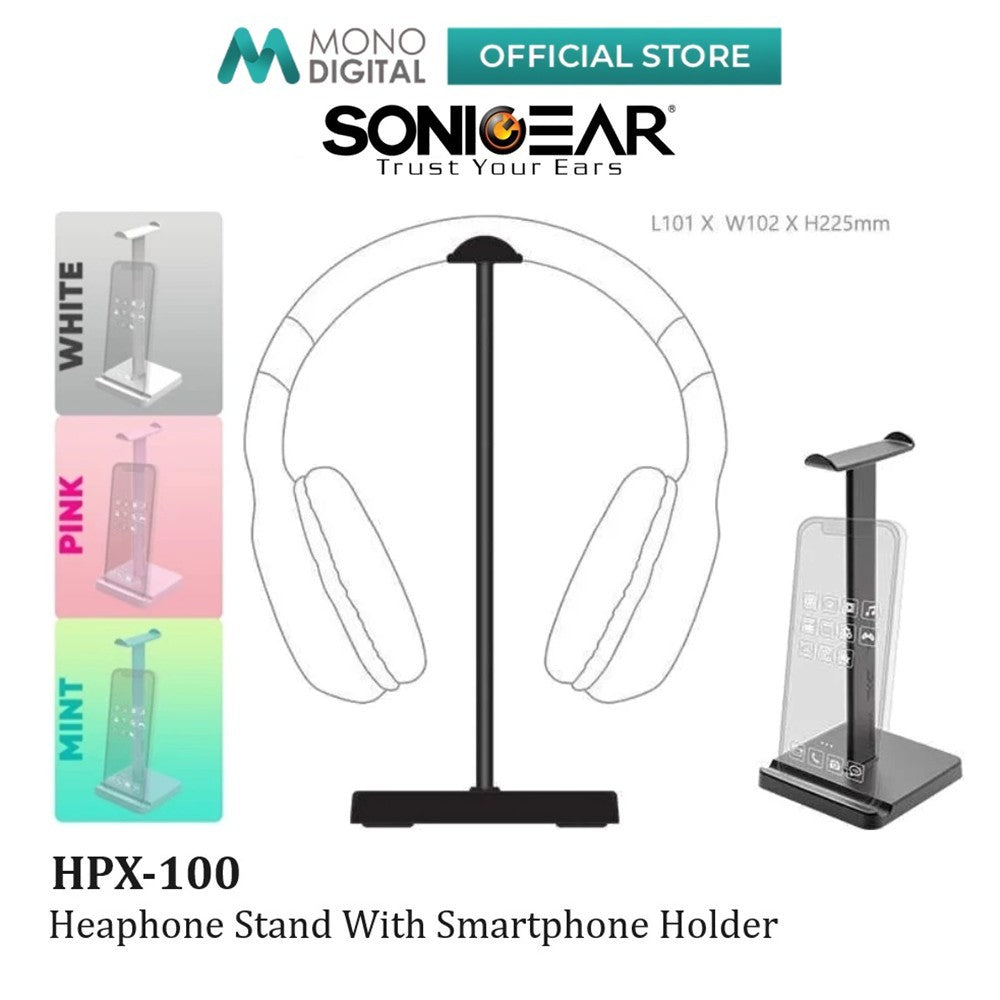 MONO
DIGITAL
OFFICIAL STORE
SONICGEAR®
Trust Your Ears
L101 X W102 X H225mm
WHITE
PINK
MINT
HPX-100
Heaphone Stand With Smartphone Holder